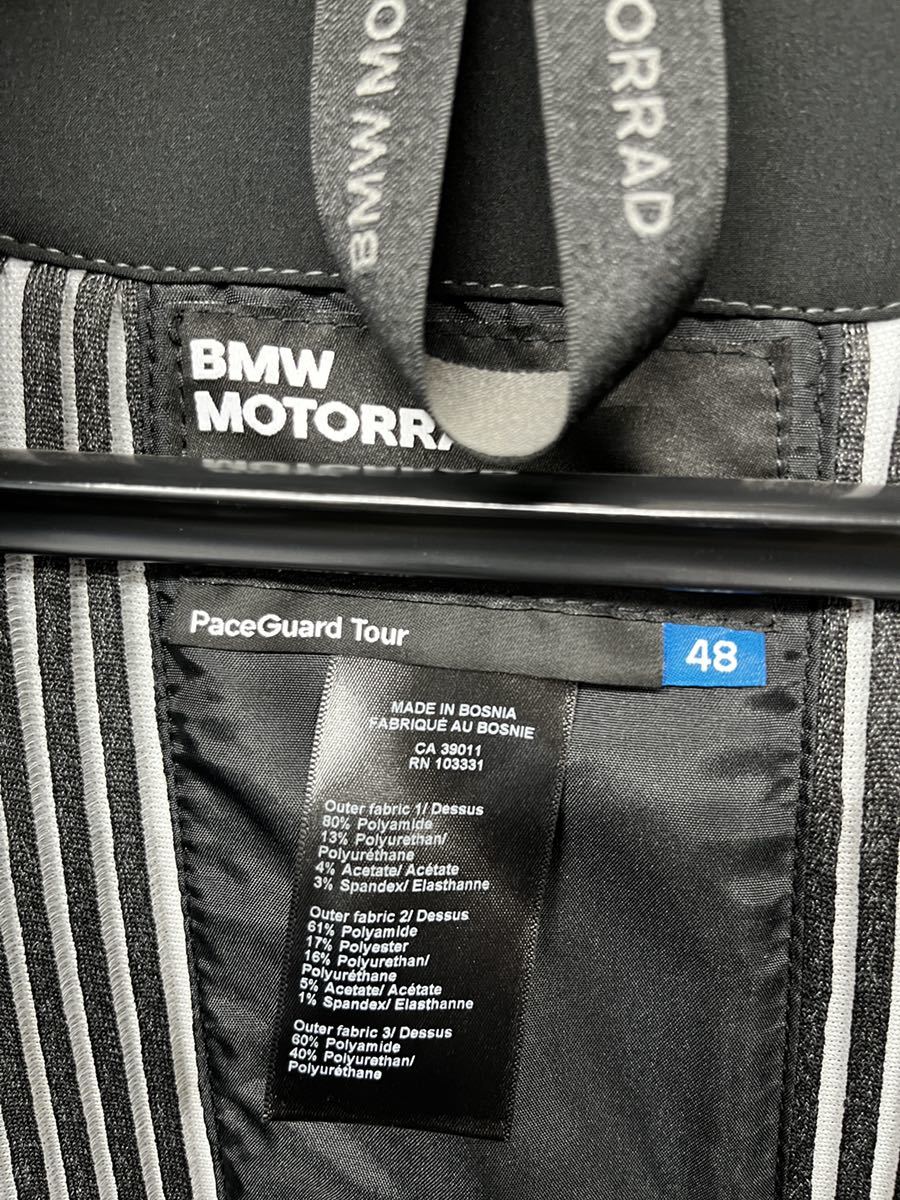 BMW MO
ORRAD
BMW
MOTORRA
PaceGuard Tour
48
MADE IN BOSNIA
FABRIQUÉ AU BOSNIE
CA 39011
RN 103331
Outer fabric 1/ Dessus
80% Polyamide
13% Polyurethan/
Polyuréthane
4% Acetate/ Acétate
3% Spandex/ Elasthanne
Outer fabric 2/ Dessus
61% Polyamide
17% Polyester
16% Polyurethan/
Polyuréthane
5% Acetate/ Acétate
1% Spandex/ Elasthanne
Outer fabric 3/ Dessus
60% Polyamide
40% Polyurethan/
Polyuréthane